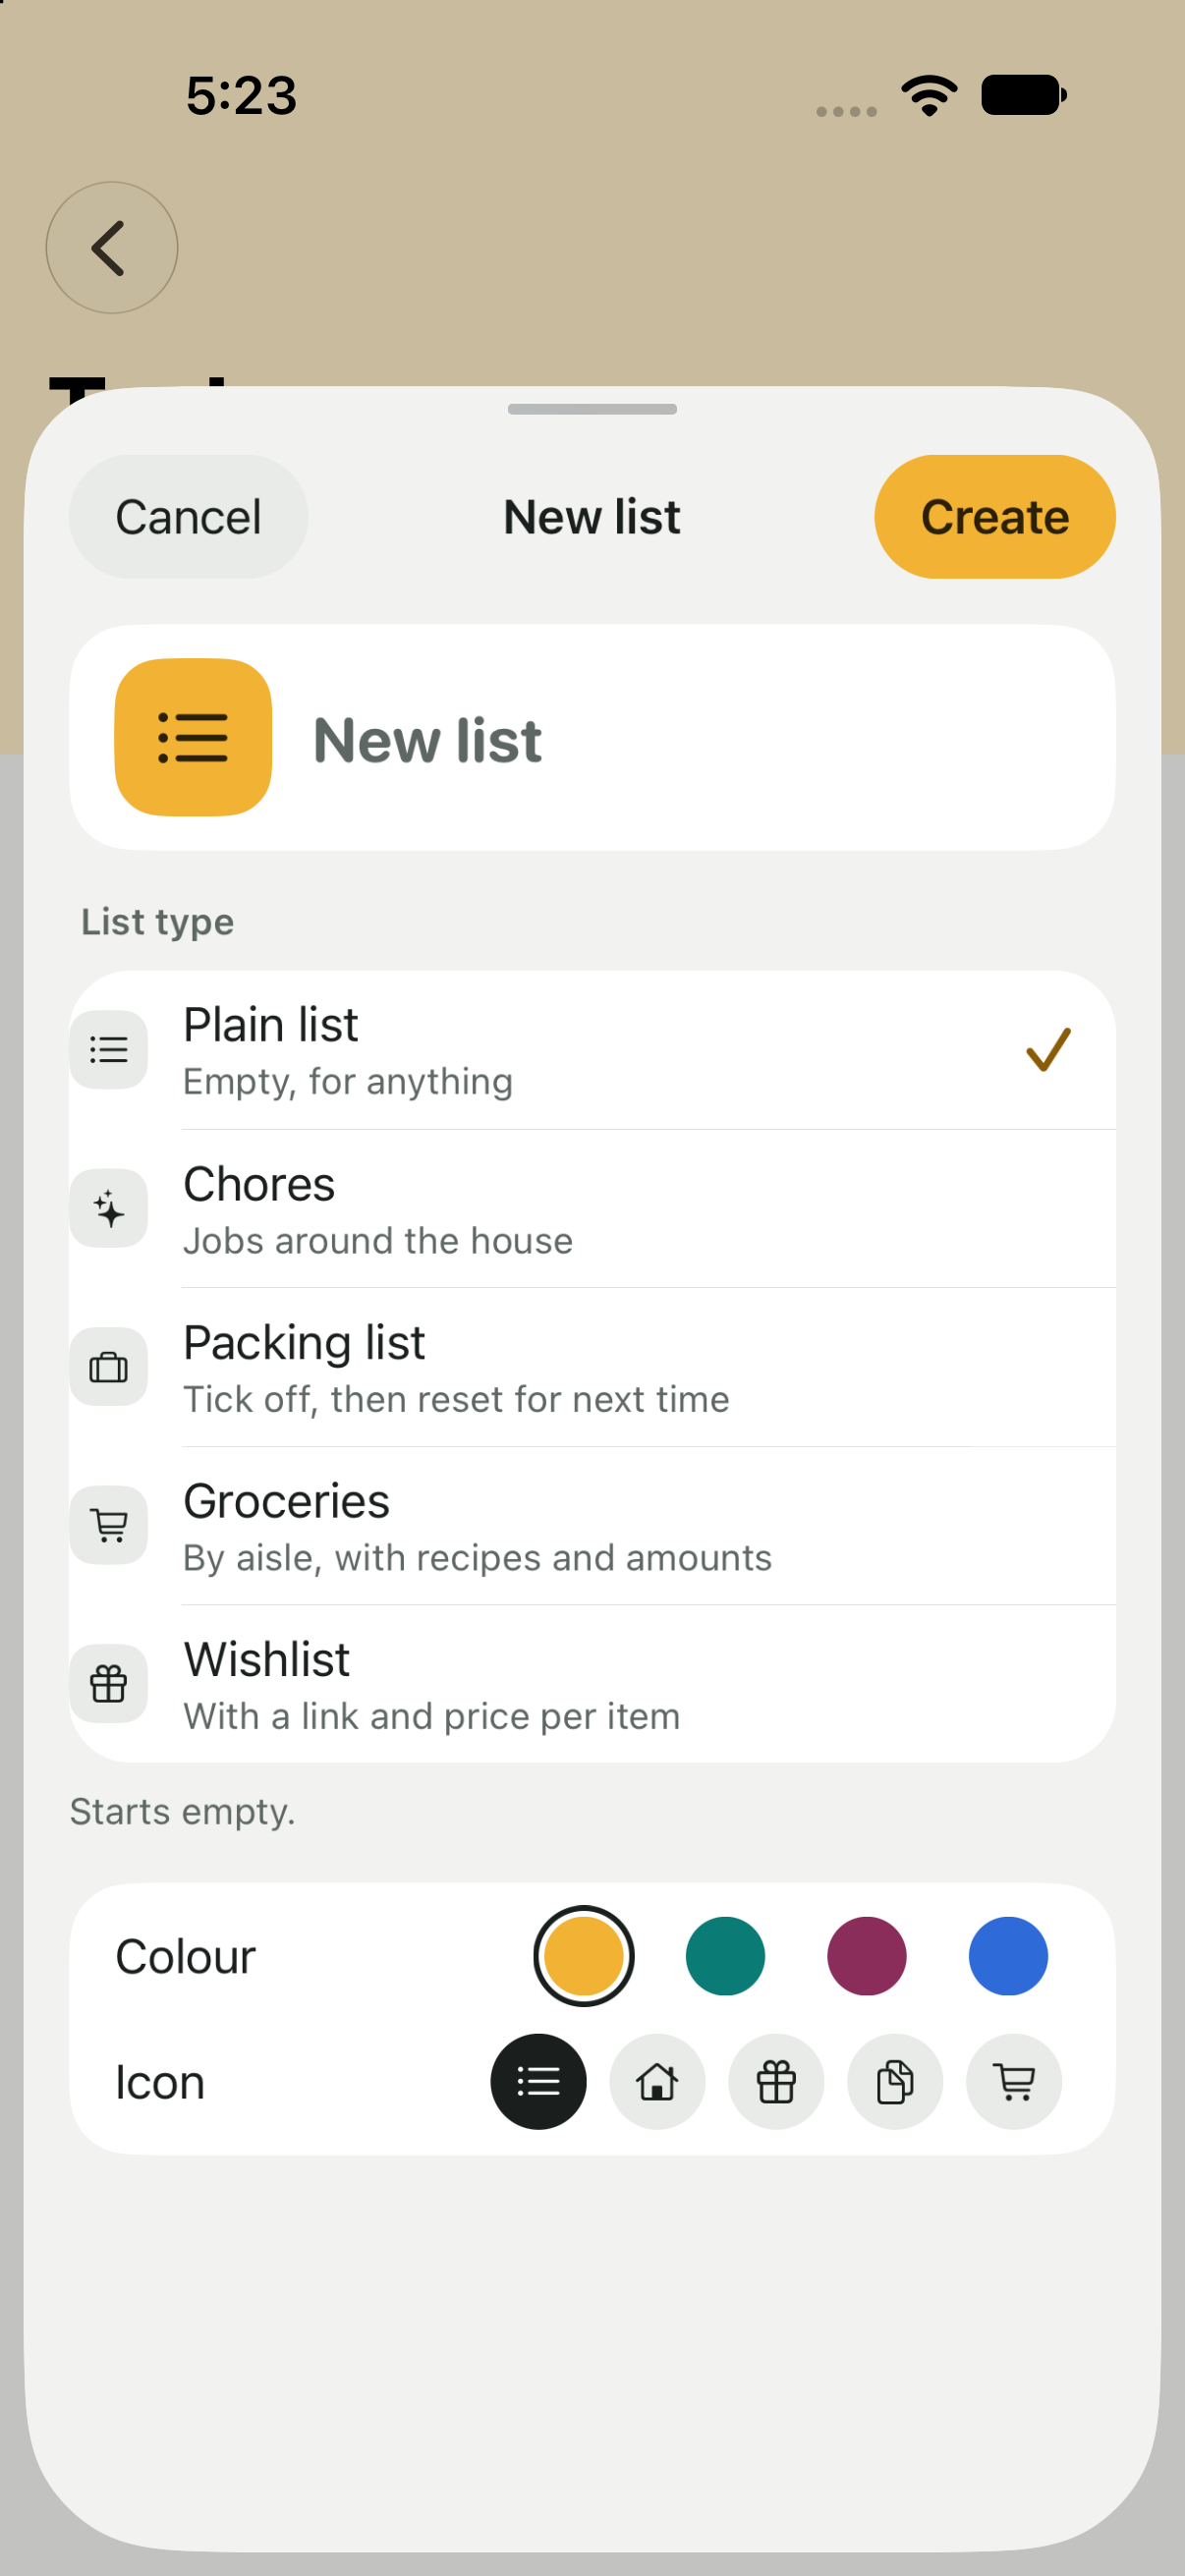 5:23
Cancel
New list
Create
New list
List type
Plain list
Empty, for anything
Chores
Jobs around the house
Packing list
Tick off, then reset for next time
Groceries
By aisle, with recipes and amounts
Wishlist
With a link and price per item
Starts empty.
Colour
Icon